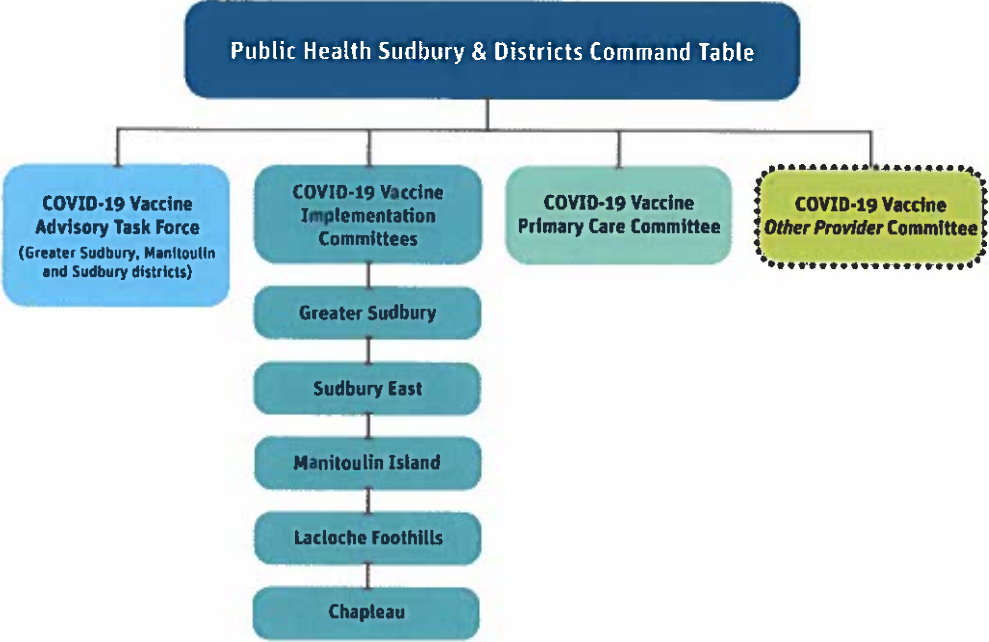 Public Health Sudbury & Districts Command Table
COVID-19 Vaccine
Advisory Task Force
(Greater Sudbury, Manitoulin
and Sudbury districts)
COVID-19 Vaccine
Implementation
Committees
Greater Sudbury
Sudbury East
Manitoulin Island
Lacloche Foothills
Chapleau
COVID-19 Vaccine
Primary Care Committee
COVID-19 Vaccine
Other Provider Committee